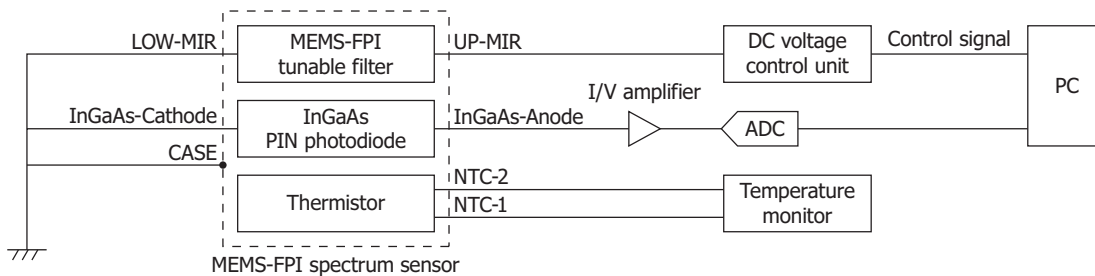 LOW-MIR
MEMS-FPI
tunable filter
UP-MIR
DC voltage
control unit
Control signal
PC
I/V amplifier
InGaAs-Cathode
InGaAs
PIN photodiode
InGaAs-Anode
ADC
CASE
Thermistor
NTC-2
NTC-1
Temperature
monitor
MEMS-FPI spectrum sensor